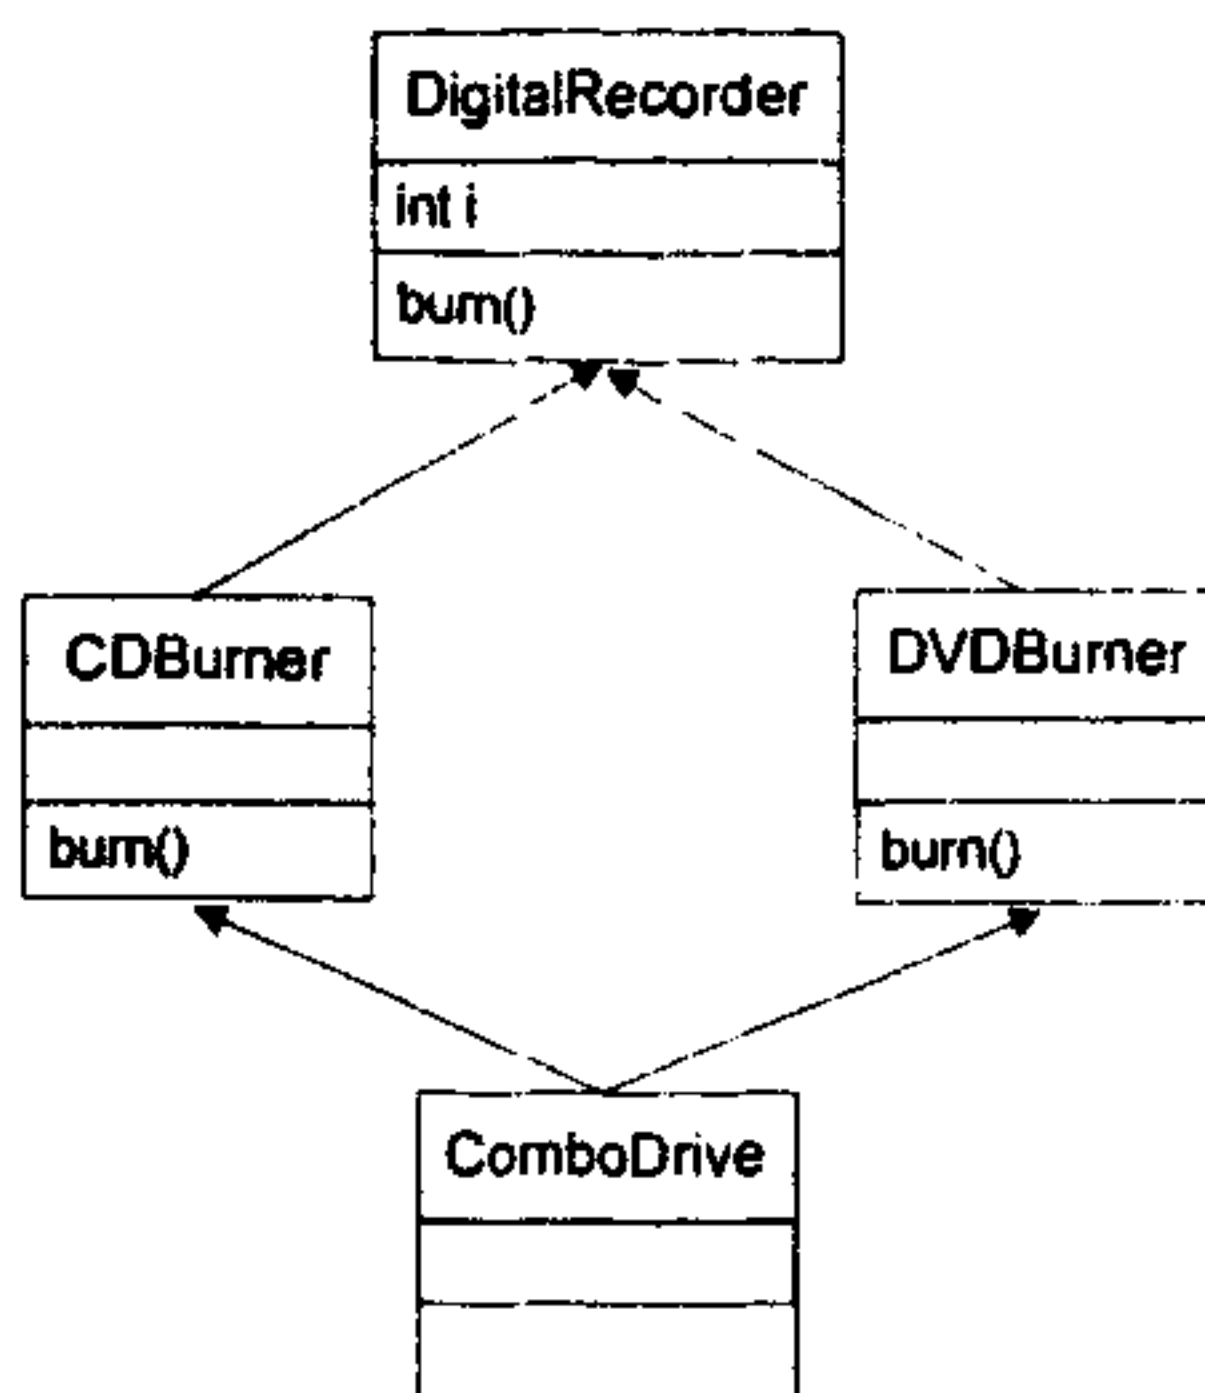 DigitalRecorder
int i
burn()
CDBurner
burn()
DVDBurner
burn()
ComboDrive